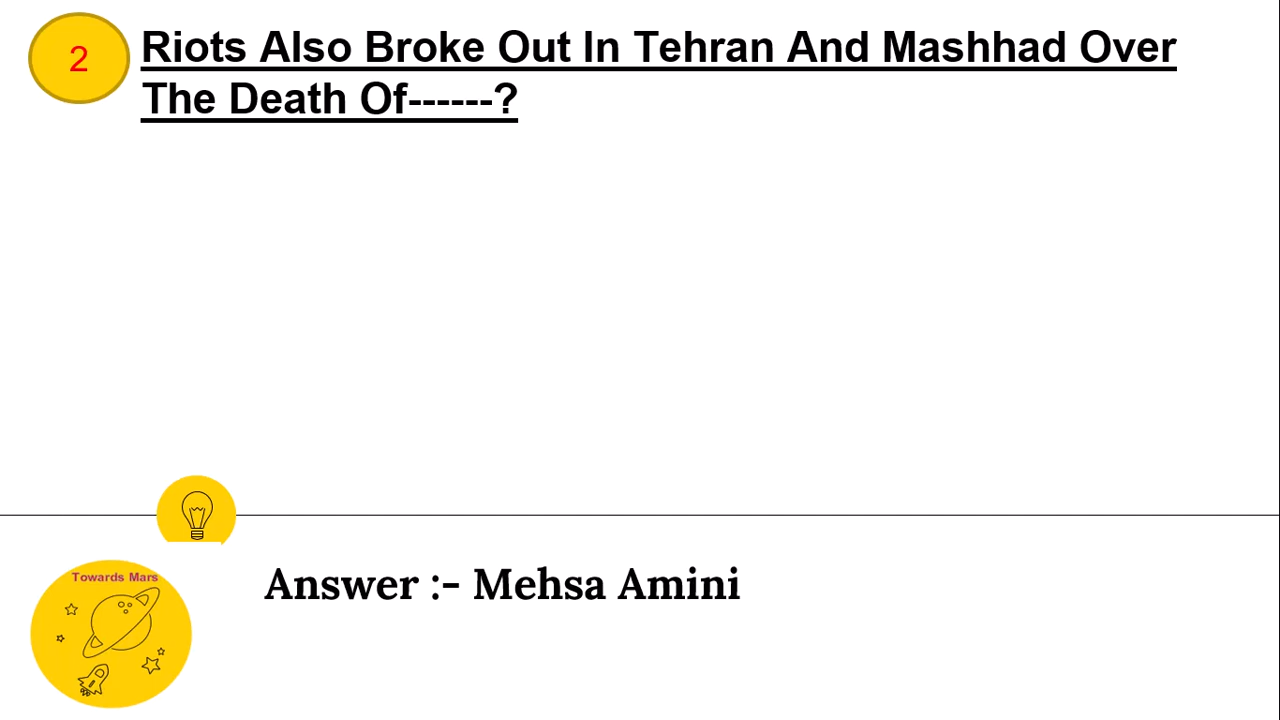 2
Riots Also Broke Out In Tehran And Mashhad Over
The Death Of------?
Answer :- Mehsa Amini
Towards Mars